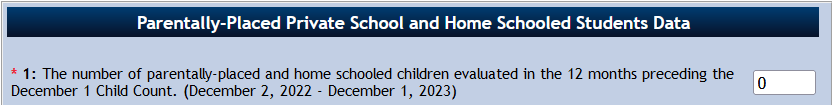 Parentally-Placed Private School and Home Schooled Students Data
* 1: The number of parentally-placed and home schooled children evaluated in the 12 months preceding the
December 1 Child Count. (December 2, 2022 - December 1, 2023)
0